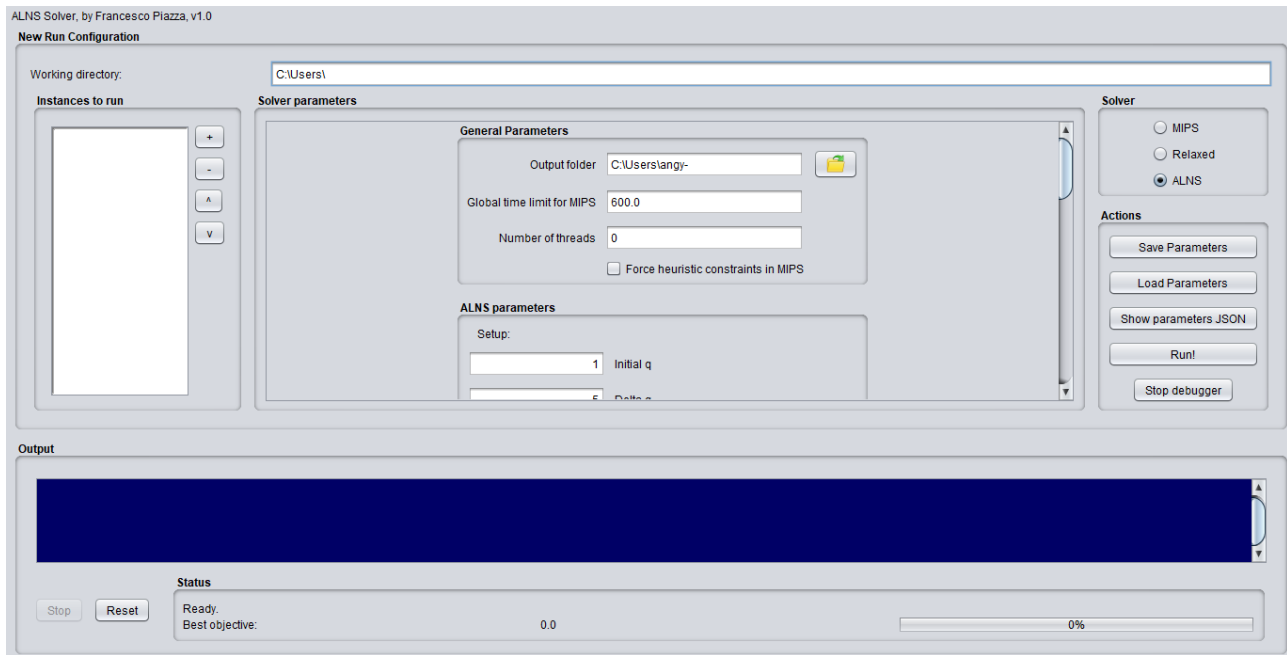 ALNS Solver, by Francesco Piazza, v1.0
New Run Configuration
Working directory:
C:\Users\
Instances to run
+
-
^
v
Solver parameters
General Parameters
Output folder
C:\Users\angy-
Global time limit for MIPS
600.0
Number of threads
0
Force heuristic constraints in MIPS
ALNS parameters
Setup:
1
Initial q
5
Delta q
Solver
MIPS
Relaxed
ALNS
Actions
Save Parameters
Load Parameters
Show parameters JSON
Run!
Stop debugger
Output
Stop
Reset
Status
Ready.
Best objective:
0.0
0%